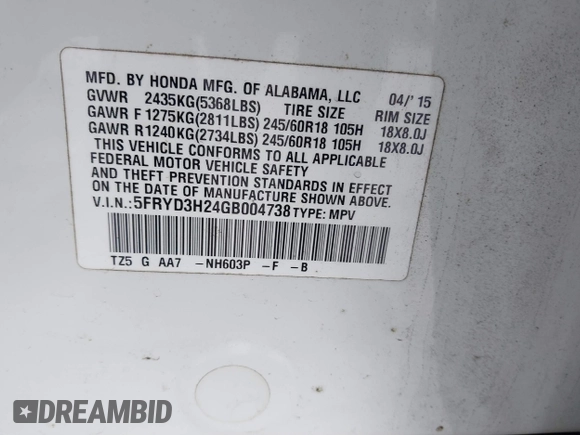 MFD. BY HONDA MFG. OF ALABAMA, LLC 04/'15
GVWR 2435KG(5368LBS) TIRE SIZE RIM SIZE
GAWR F1275KG(2811LBS) 245/60R18 105H 18X8.0J
GAWR R1240KG(2734LBS) 245/60R18 105H 18X8.0J
THIS VEHICLE CONFORMS TO ALL APPLICABLE
FEDERAL MOTOR VEHICLE SAFETY
AND THEFT PREVENTION STANDARDS IN EFFECT
ON THE DATE OF MANUFACTURE SHOWN ABOVE.
V.I.N.:5FRYD3H24GB004738 TYPE: MPV
TZ5 G AA7 -NH603P -F -B
DREAMBID